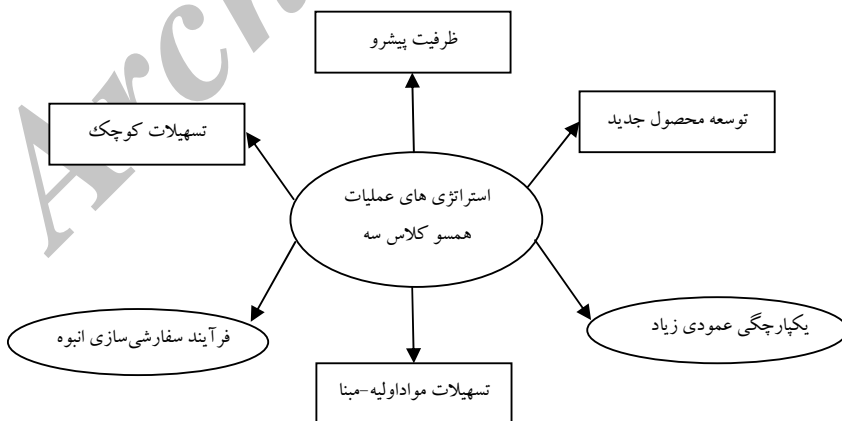 ظرفیت پیشرو
تسهیلات کوچک
توسعه محصول جدید
استراتژی های عملیات
همسو کلاس سه
فرآیند سفارشی‌سازی انبوه
یکپارچگی عمودی زیاد
تسهیلات مواداولیه-مبنا